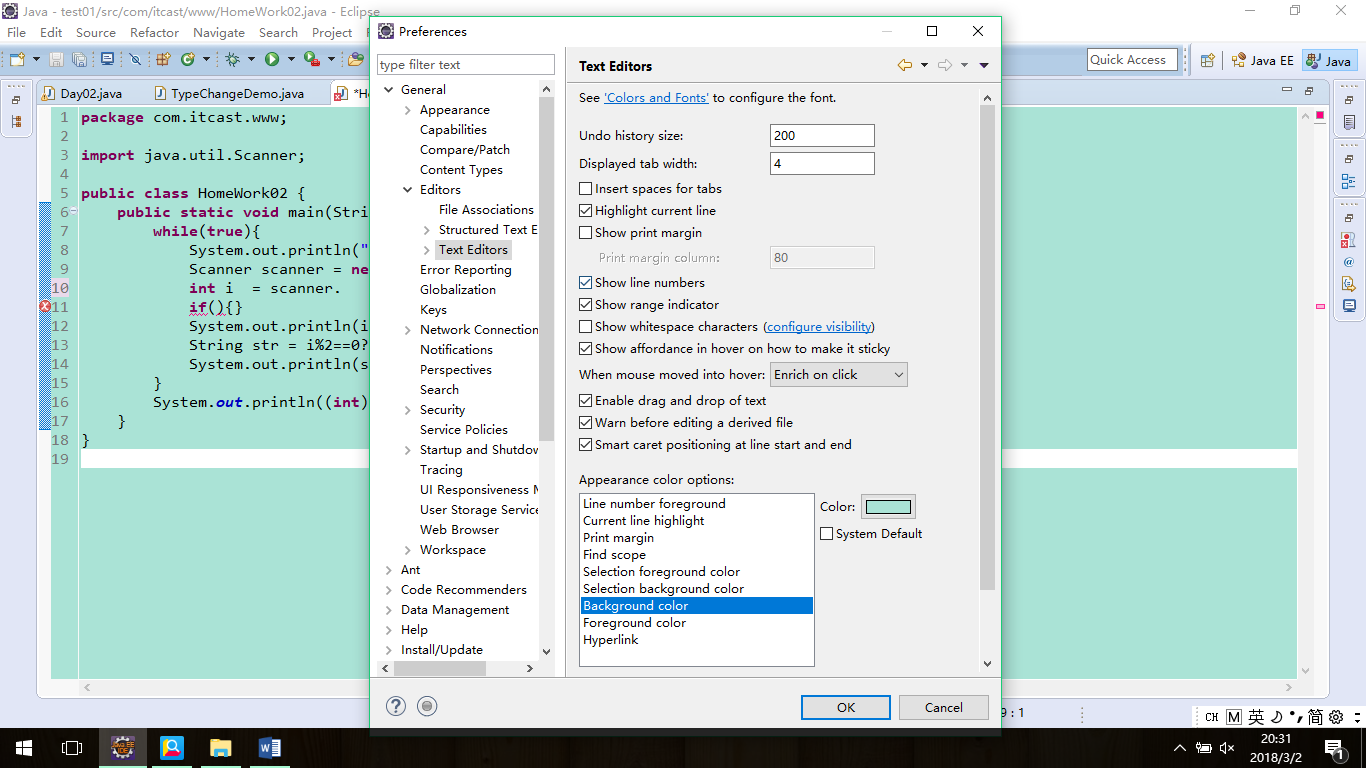 Java - test01/src/com/itcast/www/HomeWork02.java - Eclipse
File Edit Source Refactor Navigate Search Project
Quick Access
Java EE
Java
Day02.java
TypeChangeDemo.java
1 package com.itcast.www;
2
3 import java.util.Scanner;
4
5 public class HomeWork02 {
6 public static void main(Stri
7 while(true){
8 System.out.println("
9 Scanner scanner = ne
10 int i  = scanner.
11 if(){}
12 System.out.println(i
13 String str = i%2==0?
14 System.out.println(s
15 }
16 System.out.println((int)
17 }
18 }
19
Preferences
type filter text
General
Appearance
Capabilities
Compare/Patch
Content Types
Editors
File Associations
Structured Text E
Text Editors
Error Reporting
Globalization
Keys
Network Connection
Notifications
Perspectives
Search
Security
Service Policies
Startup and Shutdov
Tracing
UI Responsiveness
User Storage Service
Web Browser
Workspace
Ant
Code Recommenders
Data Management
Help
Install/Update
Text Editors
See 'Colors and Fonts' to configure the font.
Undo history size: 200
Displayed tab width: 4
Insert spaces for tabs
Highlight current line
Show print margin
Print margin column: 80
Show line numbers
Show range indicator
Show whitespace characters (configure visibility)
Show affordance in hover on how to make it sticky
When mouse moved into hover: Enrich on click
Enable drag and drop of text
Warn before editing a derived file
Smart caret positioning at line start and end
Appearance color options:
Line number foreground
Current line highlight
Print margin
Find scope
Selection foreground color
Selection background color
Background color
Foreground color
Hyperlink
Color:
System Default
OK
Cancel
9 : 1
CH M 英 简
JAVA EE
IDE
20:31
2018/3/2
1